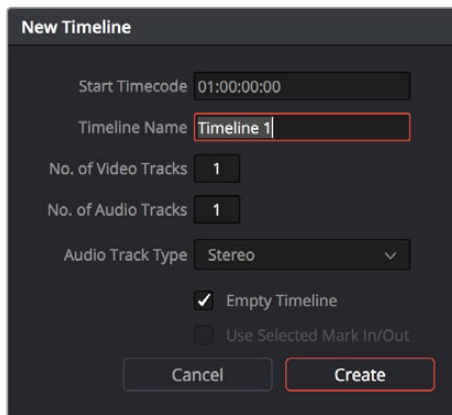 New Timeline
Start Timecode 01:00:00:00
Timeline Name Timeline 1
No. of Video Tracks 1
No. of Audio Tracks 1
Audio Track Type Stereo
Empty Timeline
Use Selected Mark In/Out
Cancel Create